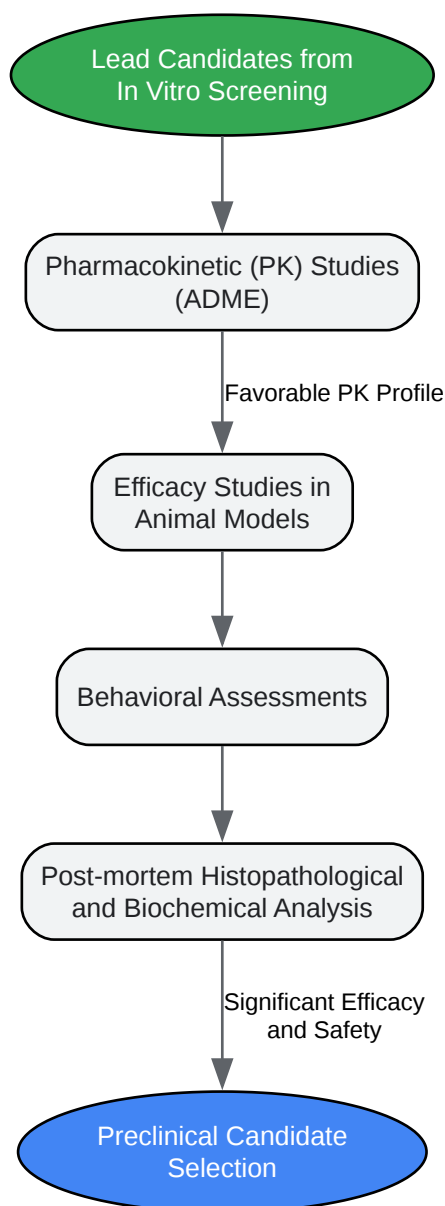 Lead Candidates from
In Vitro Screening
Pharmacokinetic (PK) Studies
(ADME)
Favorable PK Profile
Efficacy Studies in
Animal Models
Behavioral Assessments
Post-mortem Histopathological
and Biochemical Analysis
Significant Efficacy
and Safety
Preclinical Candidate
Selection